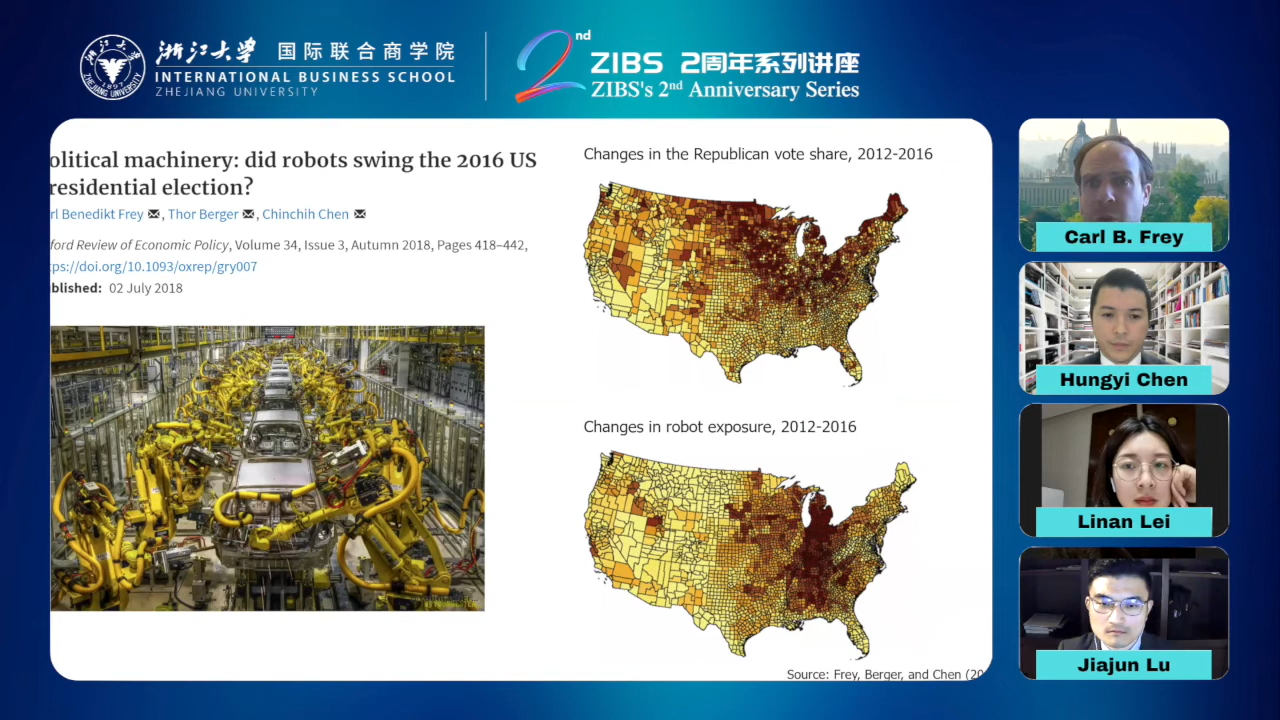 浙江大学 国际联合商学院
INTERNATIONAL BUSINESS SCHOOL
ZHEJIANG UNIVERSITY
2nd
ZIBS 2周年系列讲座
ZIBS's 2nd Anniversary Series
olitical machinery: did robots swing the 2016 US
residential election?
rl Benedikt Frey, Thor Berger, Chinchih Chen
ford Review of Economic Policy, Volume 34, Issue 3, Autumn 2018, Pages 418–442,
ps://doi.org/10.1093/oxrep/gry007
blished: 02 July 2018
Changes in the Republican vote share, 2012-2016
Changes in robot exposure, 2012-2016
Source: Frey, Berger, and Chen (20
Carl B. Frey
Hungyi Chen
Linan Lei
Jiajun Lu